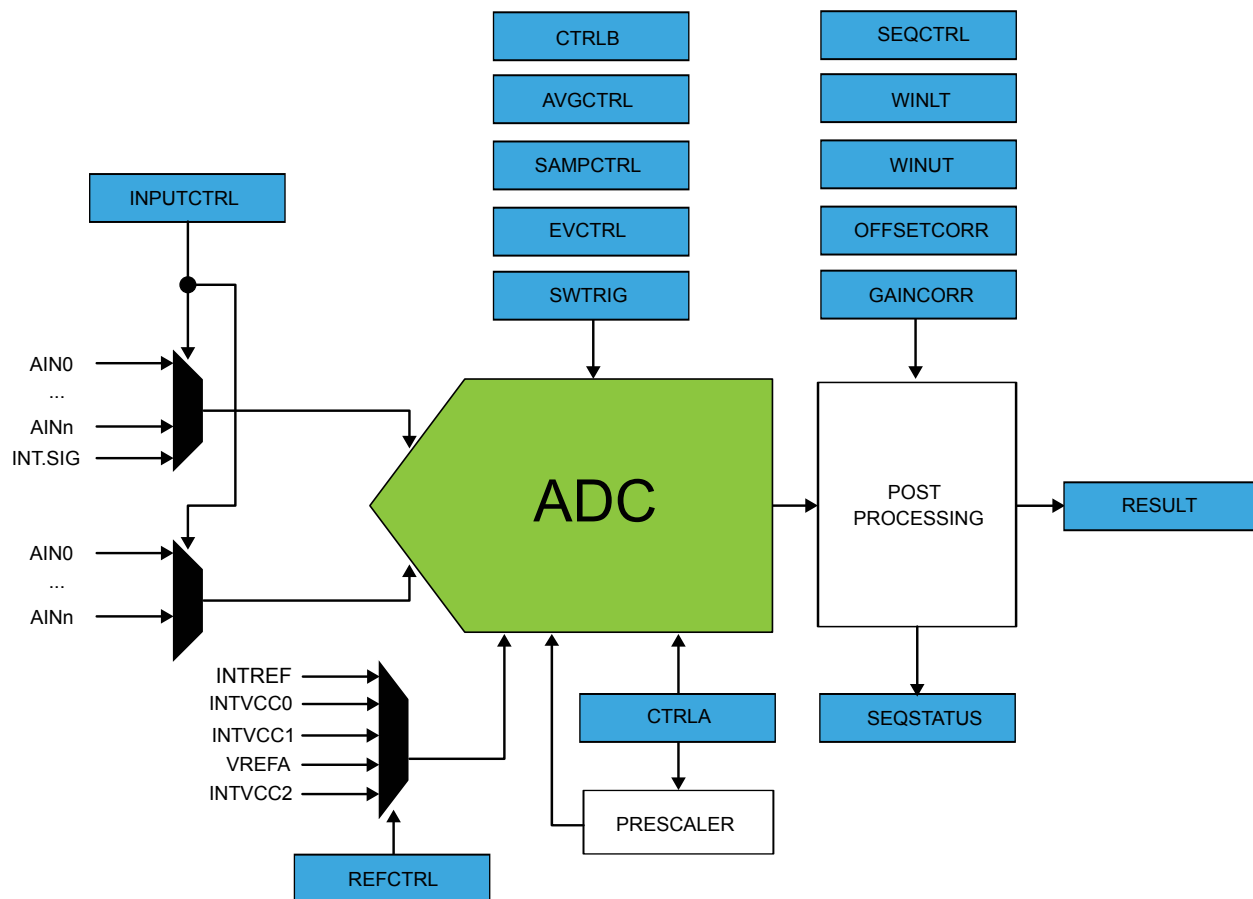 CTRLB
AVGCTRL
SAMPCTRL
EVCTRL
SWTRIG
SEQCTRL
WINLT
WINUT
OFFSETCORR
GAINCORR
INPUTCTRL
AIN0
...
AINn
INT.SIG
AIN0
...
AINn
ADC
POST
PROCESSING
RESULT
INTREF
INTVCC0
INTVCC1
VREFA
INTVCC2
CTRLA
SEQSTATUS
PRESCALER
REFCTRL